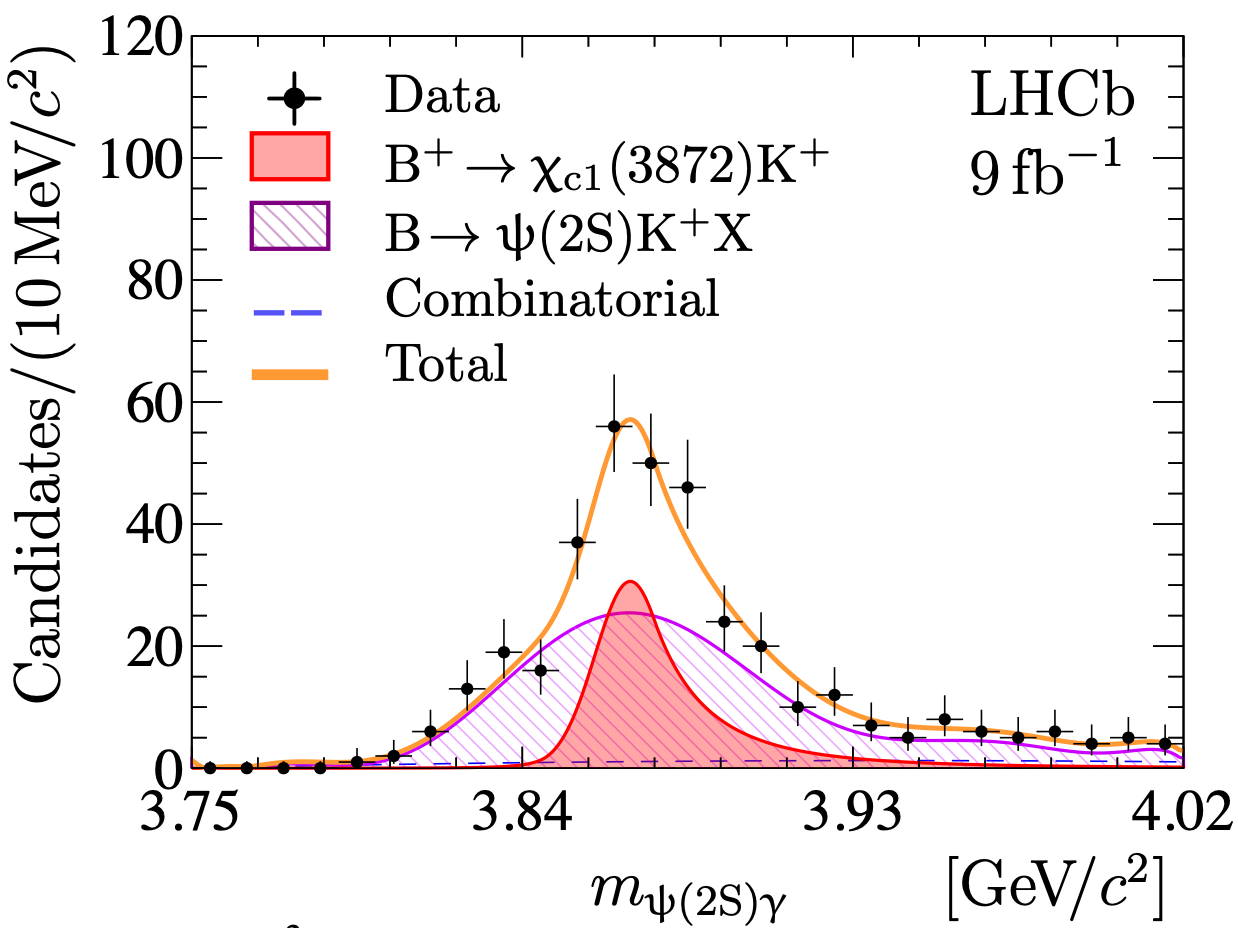 Candidates/(10 MeV/c²)
120
100
80
60
40
20
0
Data
B⁺ → χc1(3872)K⁺
B → ψ(2S)K⁺X
Combinatorial
Total
LHCb
9 fb⁻¹
3.75 3.84 3.93 4.02
mψ(2S)γ [GeV/c²]